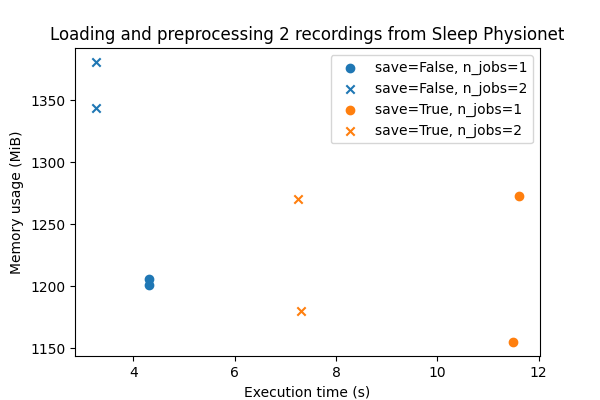 Loading and preprocessing 2 recordings from Sleep Physionet
save=False, n_jobs=1
save=False, n_jobs=2
save=True, n_jobs=1
save=True, n_jobs=2
Memory usage (MiB)
1350
1300
1250
1200
1150
4 6 8 10 12
Execution time (s)